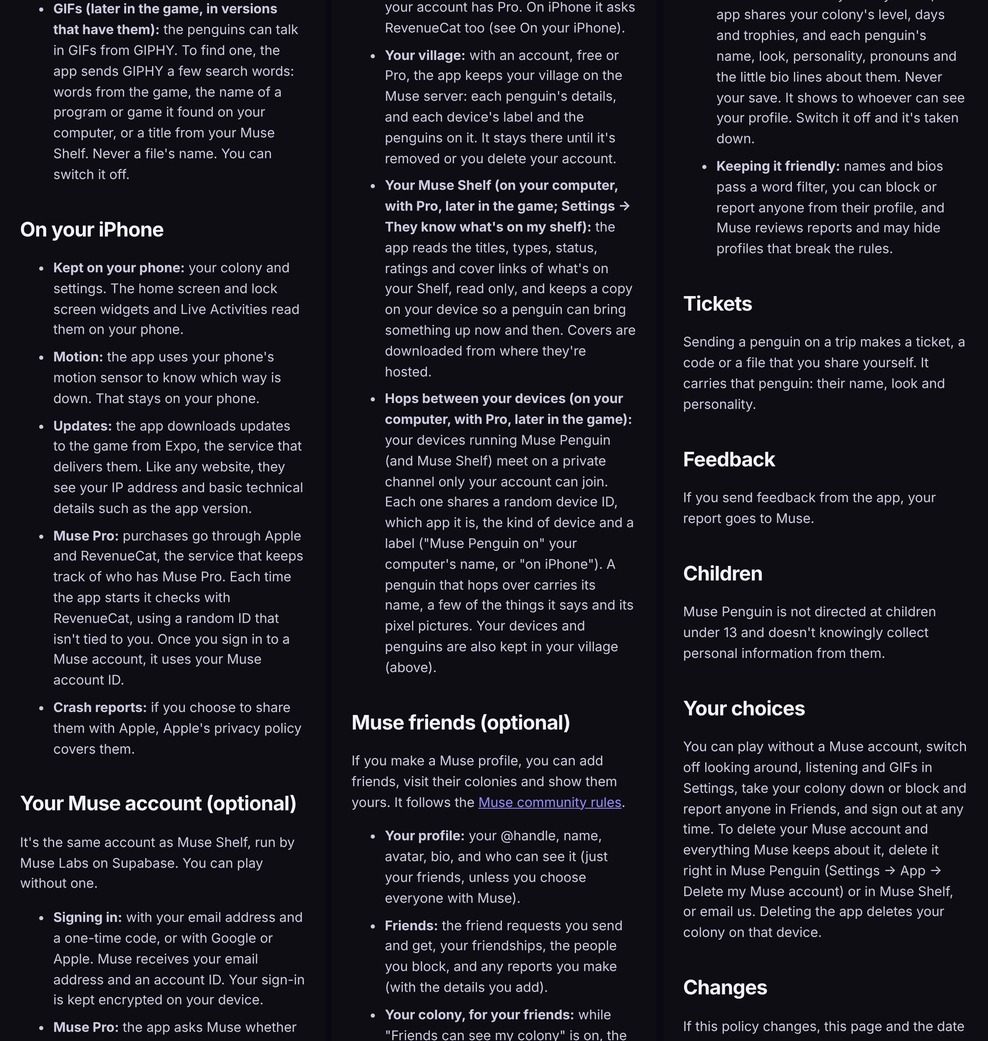 GIFs (later in the game, in versions
that have them): the penguins can talk
in GIFs from GIPHY. To find one, the
app sends GIPHY a few search words:
words from the game, the name of a
program or game it found on your
computer, or a title from your Muse
Shelf. Never a file's name. You can
switch it off.
On your iPhone
Kept on your phone: your colony and
settings. The home screen and lock
screen widgets and Live Activities read
them on your phone.
Motion: the app uses your phone's
motion sensor to know which way is
down. That stays on your phone.
Updates: the app downloads updates
to the game from Expo, the service that
delivers them. Like any website, they
see your IP address and basic technical
details such as the app version.
Muse Pro: purchases go through Apple
and RevenueCat, the service that keeps
track of who has Muse Pro. Each time
the app starts it checks with
RevenueCat, using a random ID that
isn't tied to you. Once you sign in to a
Muse account, it uses your Muse
account ID.
Crash reports: if you choose to share
them with Apple, Apple's privacy policy
covers them.
Your Muse account (optional)
It's the same account as Muse Shelf, run by
Muse Labs on Supabase. You can play
without one.
Signing in: with your email address and
a one-time code, or with Google or
Apple. Muse receives your email
address and an account ID. Your sign-in
is kept encrypted on your device.
Muse Pro: the app asks Muse whether
your account has Pro. On iPhone it asks
RevenueCat too (see On your iPhone).
Your village: with an account, free or
Pro, the app keeps your village on the
Muse server: each penguin's details,
and each device's label and the
penguins on it. It stays there until it's
removed or you delete your account.
Your Muse Shelf (on your computer,
with Pro, later in the game; Settings →
They know what's on my shelf): the
app reads the titles, types, status,
ratings and cover links of what's on
your Shelf, read only, and keeps a copy
on your device so a penguin can bring
something up now and then. Covers are
downloaded from where they're
hosted.
Hops between your devices (on your
computer, with Pro, later in the game):
your devices running Muse Penguin
(and Muse Shelf) meet on a private
channel only your account can join.
Each one shares a random device ID,
which app it is, the kind of device and a
label ("Muse Penguin on" your
computer's name, or "on iPhone"). A
penguin that hops over carries its
name, a few of the things it says and its
pixel pictures. Your devices and
penguins are also kept in your village
(above).
Muse friends (optional)
If you make a Muse profile, you can add
friends, visit their colonies and show them
yours. It follows the Muse community rules.
Your profile: your @handle, name,
avatar, bio, and who can see it (just
your friends, unless you choose
everyone with Muse).
Friends: the friend requests you send
and get, your friendships, the people
you block, and any reports you make
(with the details you add).
Your colony, for your friends: while
"Friends can see my colony" is on, the
app shares your colony's level, days
and trophies, and each penguin's
name, look, personality, pronouns and
the little bio lines about them. Never
your save. It shows to whoever can see
your profile. Switch it off and it's taken
down.
Keeping it friendly: names and bios
pass a word filter, you can block or
report anyone from their profile, and
Muse reviews reports and may hide
profiles that break the rules.
Tickets
Sending a penguin on a trip makes a ticket, a
code or a file that you share yourself. It
carries that penguin: their name, look and
personality.
Feedback
If you send feedback from the app, your
report goes to Muse.
Children
Muse Penguin is not directed at children
under 13 and doesn't knowingly collect
personal information from them.
Your choices
You can play without a Muse account, switch
off looking around, listening and GIFs in
Settings, take your colony down or block and
report anyone in Friends, and sign out at any
time. To delete your Muse account and
everything Muse keeps about it, delete it
right in Muse Penguin (Settings → App →
Delete my Muse account) or in Muse Shelf,
or email us. Deleting the app deletes your
colony on that device.
Changes
If this policy changes, this page and the date